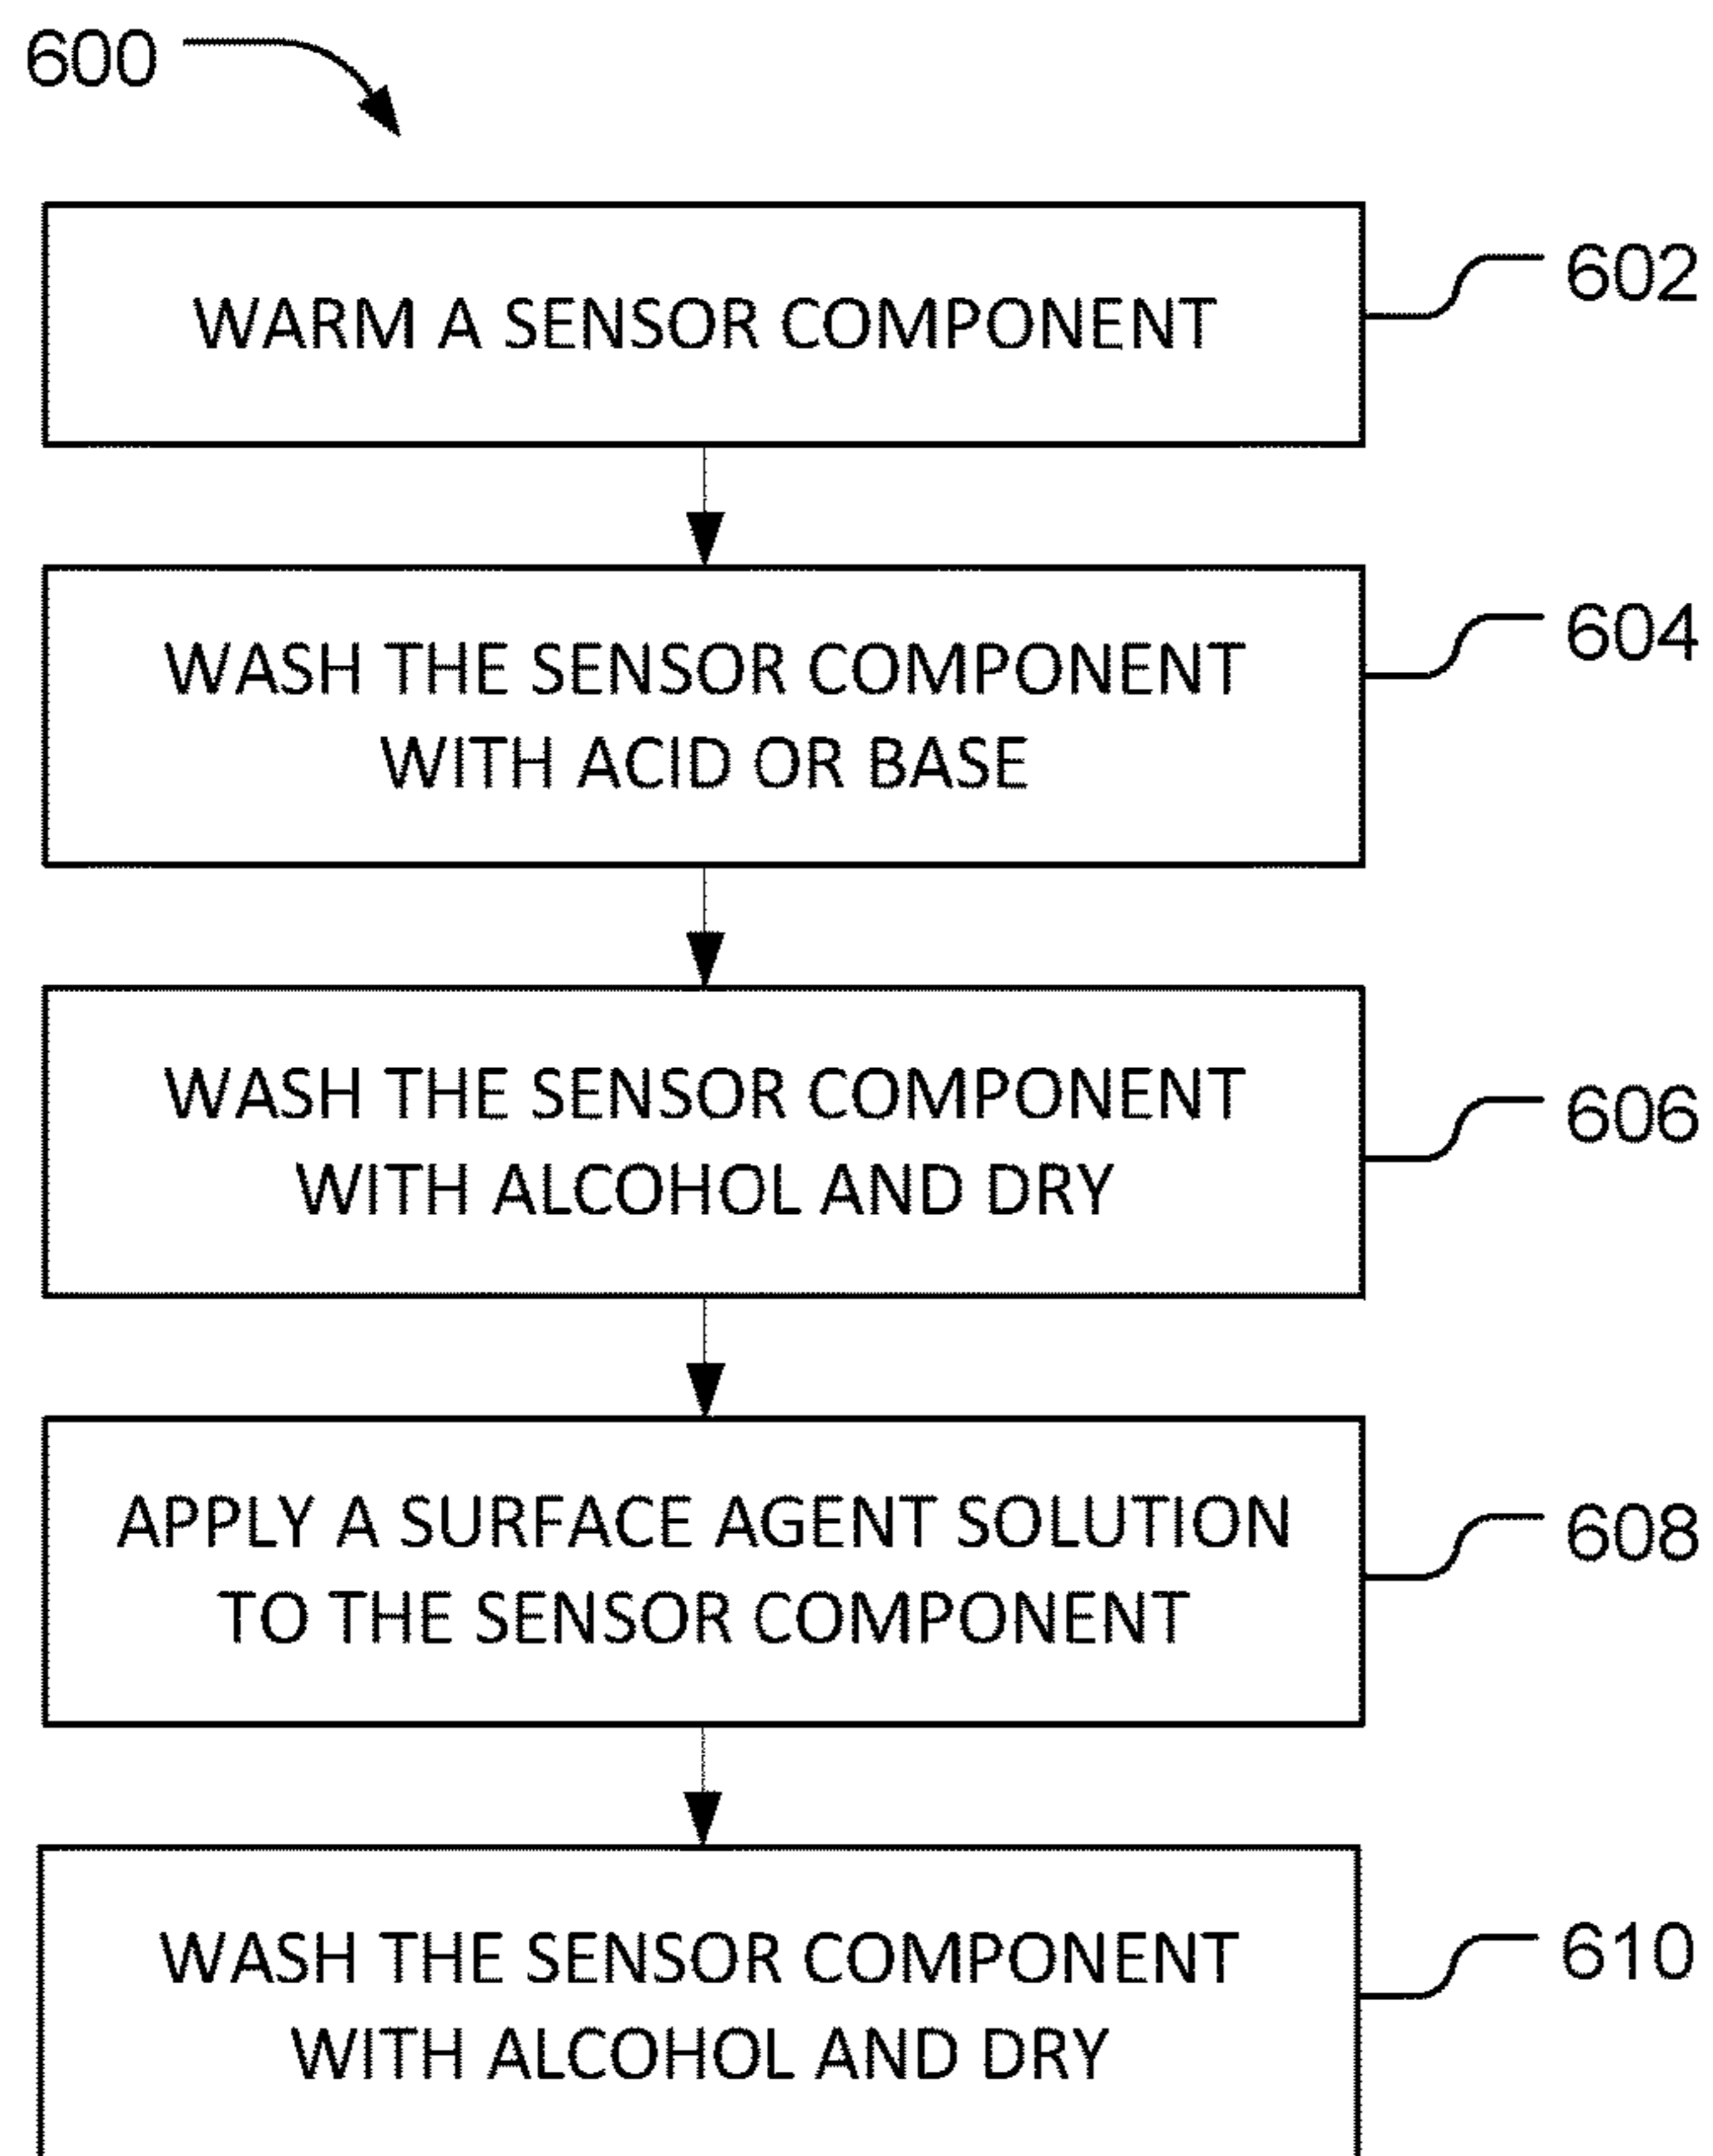 600
WARM A SENSOR COMPONENT
602
WASH THE SENSOR COMPONENT
WITH ACID OR BASE
604
WASH THE SENSOR COMPONENT
WITH ALCOHOL AND DRY
606
APPLY A SURFACE AGENT SOLUTION
TO THE SENSOR COMPONENT
608
WASH THE SENSOR COMPONENT
WITH ALCOHOL AND DRY
610